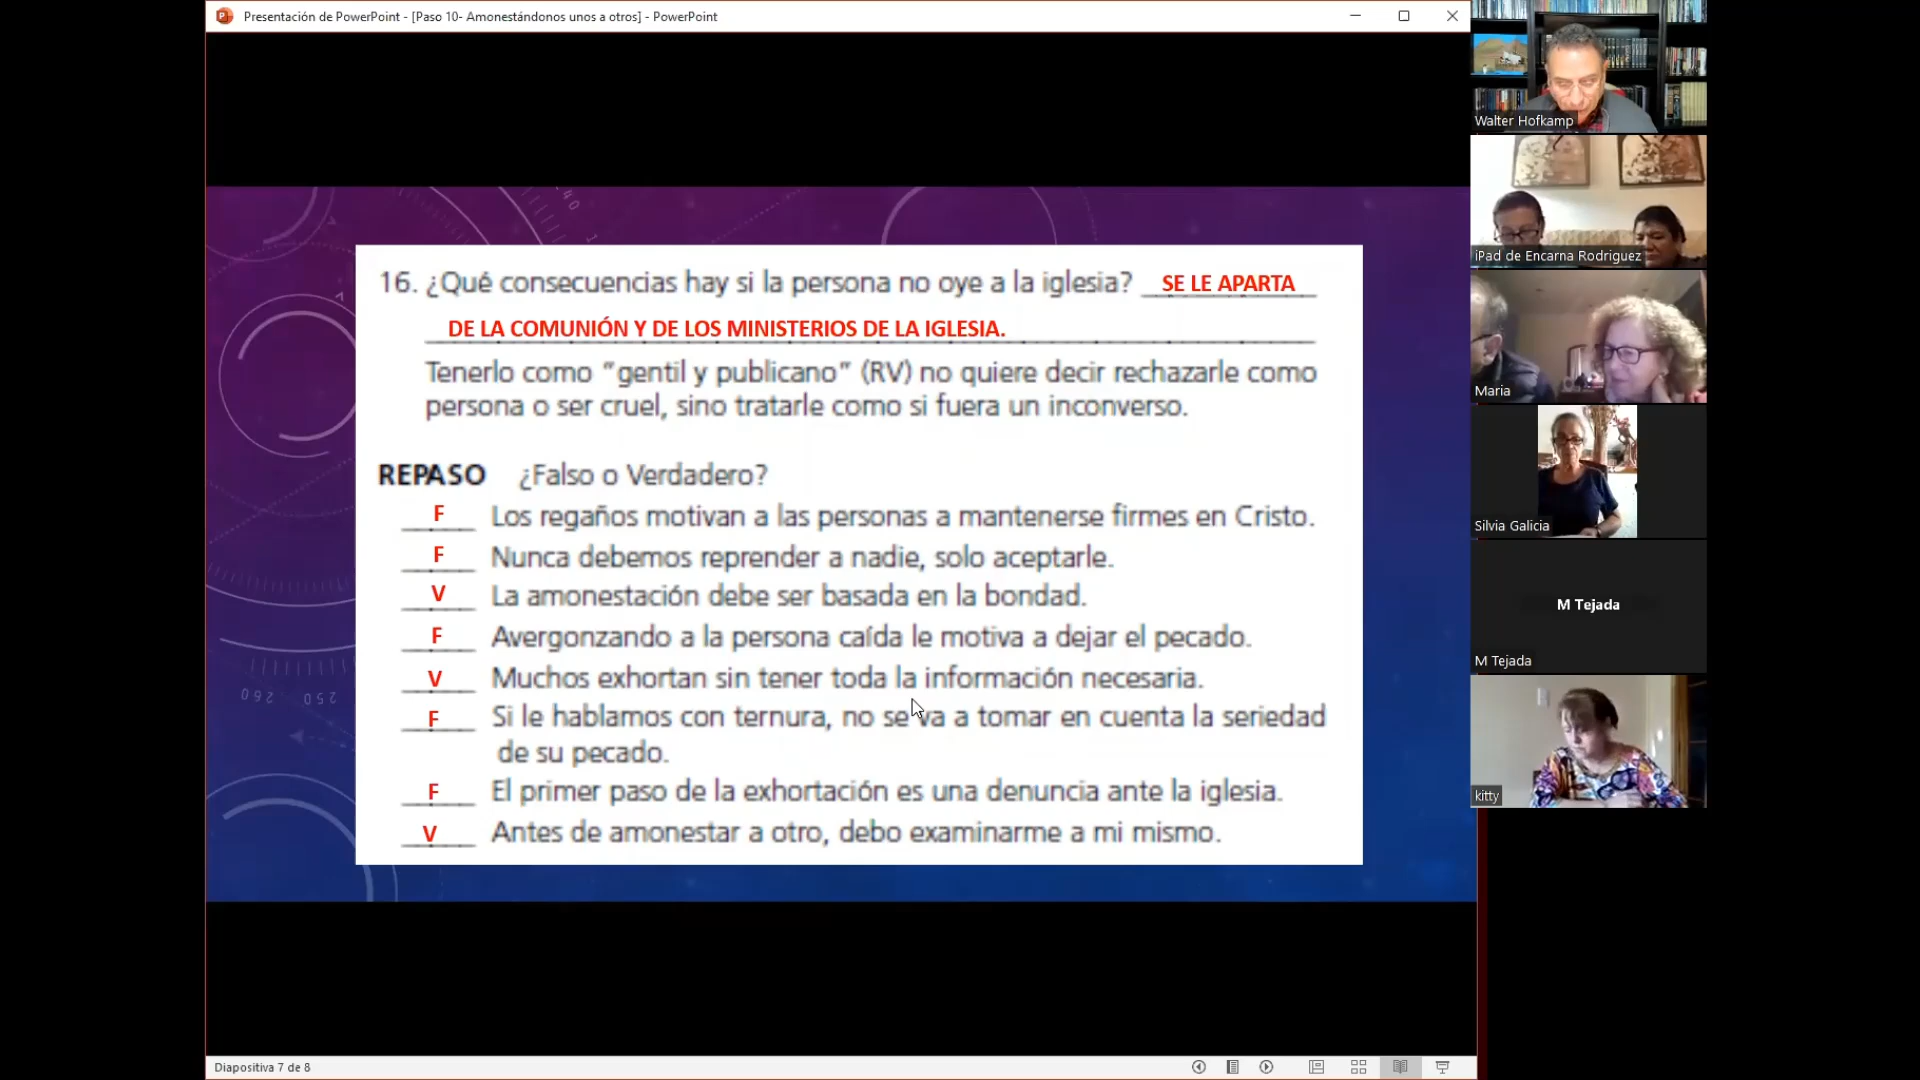 Presentación de PowerPoint - [Paso 10- Amonestándonos unos a otros] - PowerPoint
16. ¿Qué consecuencias hay si la persona no oye a la iglesia? SE LE APARTA
DE LA COMUNIÓN Y DE LOS MINISTERIOS DE LA IGLESIA.
Tenerlo como "gentil y publicano" (RV) no quiere decir rechazarle como
persona o ser cruel, sino tratarle como si fuera un inconverso.
REPASO ¿Falso o Verdadero?
F Los regaños motivan a las personas a mantenerse firmes en Cristo.
F Nunca debemos reprender a nadie, solo aceptarle.
V La amonestación debe ser basada en la bondad.
F Avergonzando a la persona caída le motiva a dejar el pecado.
V Muchos exhortan sin tener toda la información necesaria.
F Si le hablamos con ternura, no se va a tomar en cuenta la seriedad
de su pecado.
F El primer paso de la exhortación es una denuncia ante la iglesia.
V Antes de amonestar a otro, debo examinarme a mi mismo.
40
260
250
Diapositiva 7 de 8
Walter Hofkamp
iPad de Encarna Rodriguez
Maria
Silvia Galicia
M Tejada
M Tejada
kitty